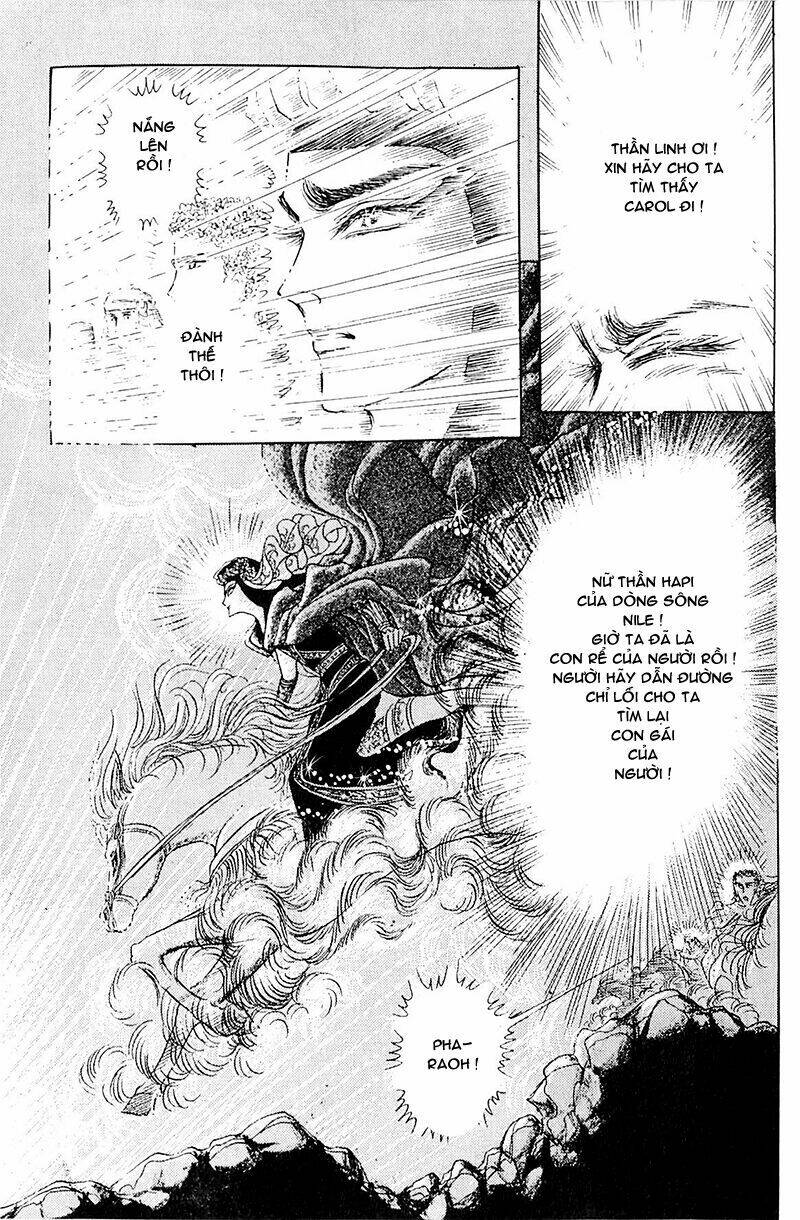 THẦN LINH ƠI !
XIN HÃY CHO TA
TÌM THẤY
CAROL ĐI !
NẮNG
LÊN
RỒI !
ĐÀNH
THẾ
THÔI !
NỮ THẦN HAPI
CỦA DÒNG SÔNG
NILE !
GIỜ TA ĐÃ LÀ
CON RỂ CỦA NGƯỜI RỒI !
NGƯỜI HÃY DẪN ĐƯỜNG
CHỈ LỐI CHO TA
TÌM LẠI
CON GÁI
CỦA
NGƯỜI !
PHA-
RAOH !